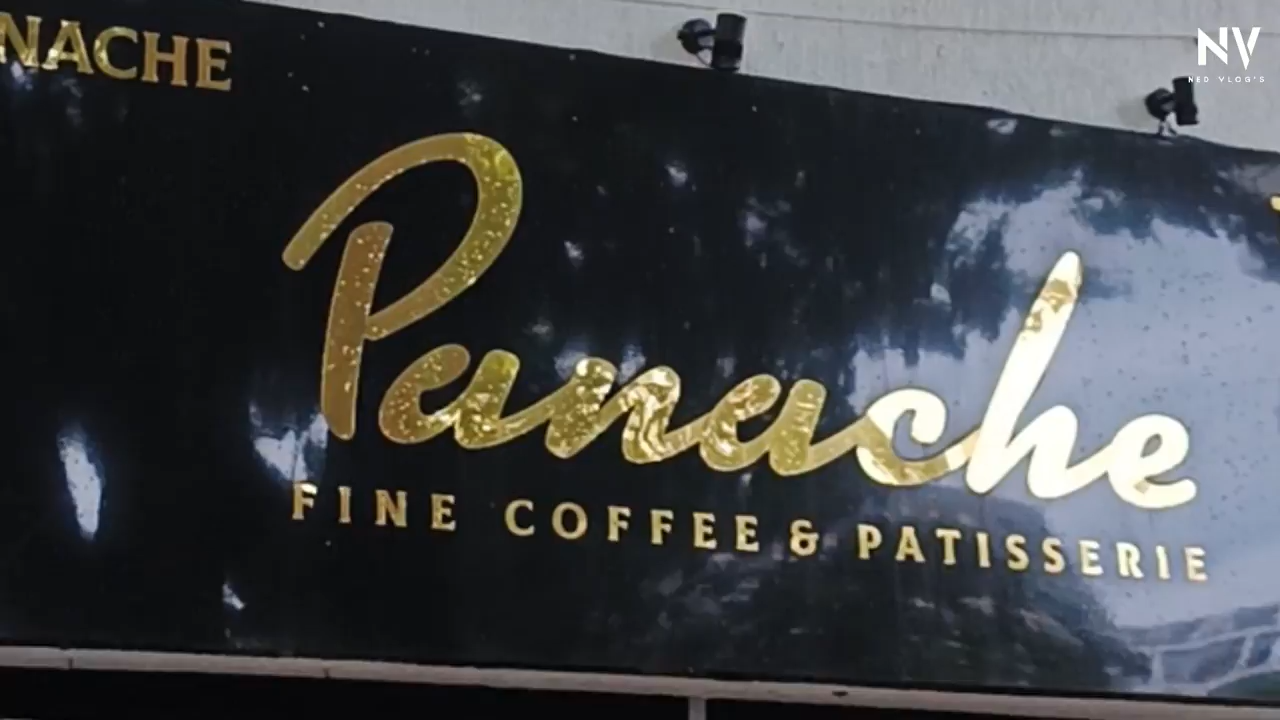 NACHE
NV
NED VLOG'S
Panache
FINE COFFEE & PATISSERIE